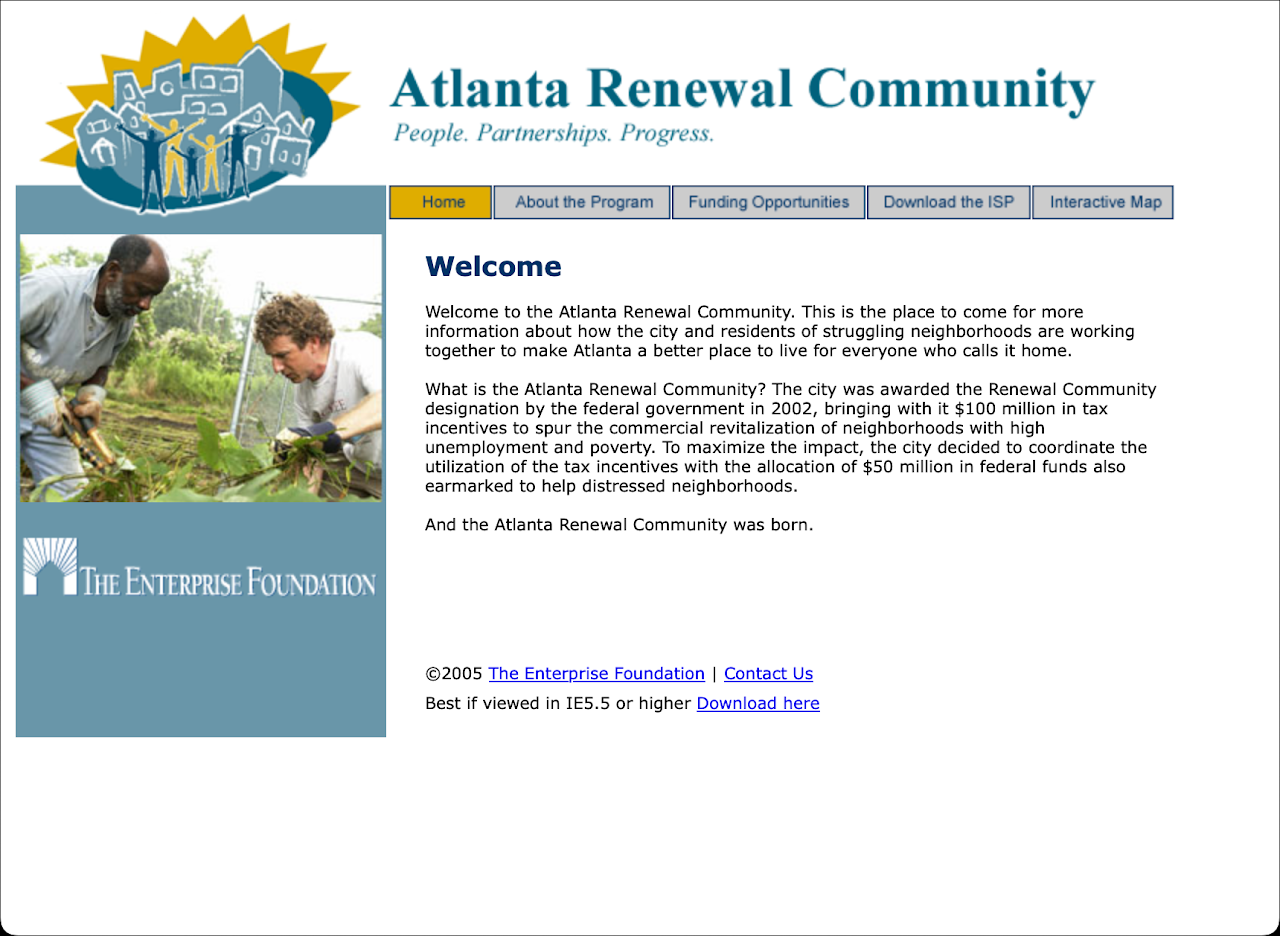 Atlanta Renewal Community
People. Partnerships. Progress.
Home
About the Program
Funding Opportunities
Download the ISP
Interactive Map
Welcome
Welcome to the Atlanta Renewal Community. This is the place to come for more
information about how the city and residents of struggling neighborhoods are working
together to make Atlanta a better place to live for everyone who calls it home.
What is the Atlanta Renewal Community? The city was awarded the Renewal Community
designation by the federal government in 2002, bringing with it $100 million in tax
incentives to spur the commercial revitalization of neighborhoods with high
unemployment and poverty. To maximize the impact, the city decided to coordinate the
utilization of the tax incentives with the allocation of $50 million in federal funds also
earmarked to help distressed neighborhoods.
And the Atlanta Renewal Community was born.
THE ENTERPRISE FOUNDATION
©2005 The Enterprise Foundation | Contact Us
Best if viewed in IE5.5 or higher Download here